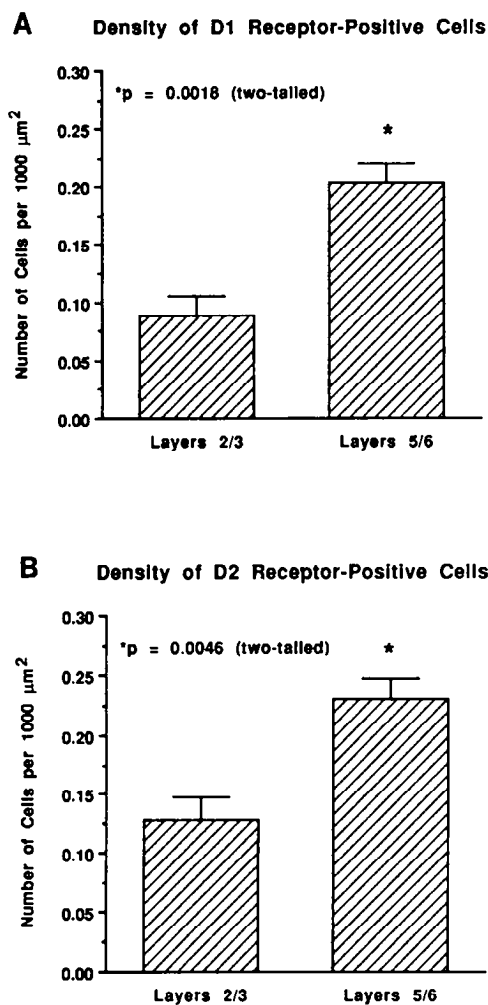 A
Density of D1 Receptor-Positive Cells
Number of Cells per 1000 µm²
0.30
0.25
0.20
0.15
0.10
0.05
0.00
*p = 0.0018 (two-talled)
*
Layers 2/3
Layers 5/6
B
Density of D2 Receptor-Positive Cells
Number of Cells per 1000 µm²
0.30
0.25
0.20
0.15
0.10
0.05
0.00
*p = 0.0046 (two-talled)
*
Layers 2/3
Layers 5/6